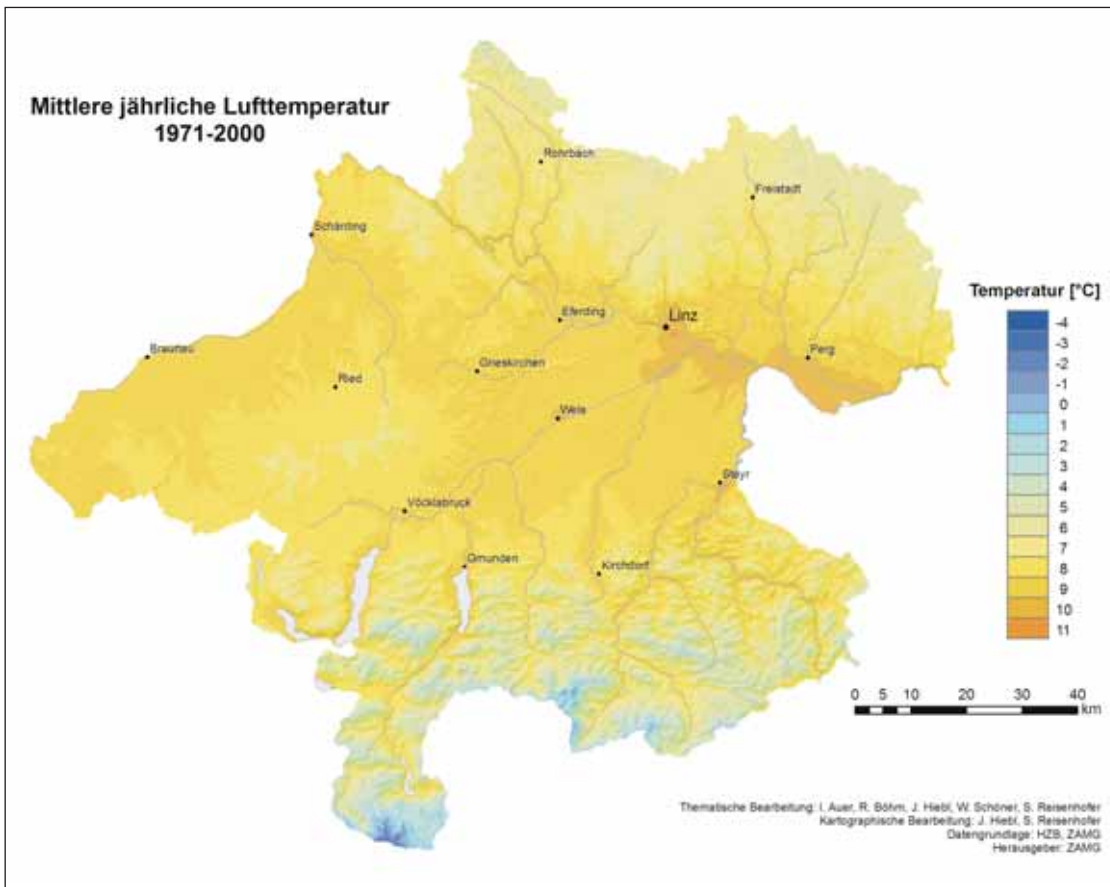 Mittlere jährliche Lufttemperatur
1971-2000
Rohrbach
Freistadt
Schärding
Eferding
Linz
Braunau
Perg
Grieskirchen
Ried
Wels
Steyr
Vöcklabruck
Gmunden
Kirchdorf
Temperatur [°C]
-4
-3
-2
-1
0
1
2
3
4
5
6
7
8
9
10
11
0 5 10 20 30 40
km
Thematische Bearbeitung: I. Auer, R. Böhm, J. Hiebl, W. Schöner, S. Reisenhofer
Kartographische Bearbeitung: J. Hiebl, S. Reisenhofer
Datengrundlage: HZB, ZAMG
Herausgeber: ZAMG